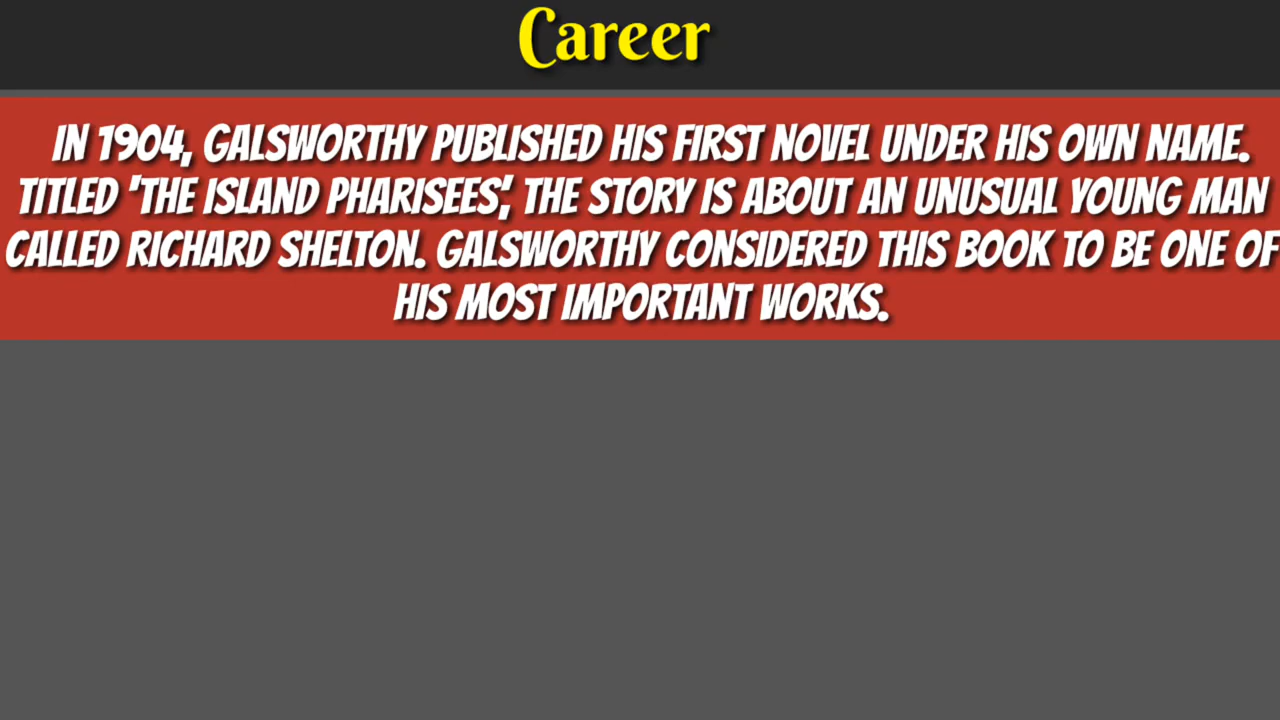 Career
IN 1904, GALSWORTHY PUBLISHED HIS FIRST NOVEL UNDER HIS OWN NAME.
TITLED 'THE ISLAND PHARISEES', THE STORY IS ABOUT AN UNUSUAL YOUNG MAN
CALLED RICHARD SHELTON. GALSWORTHY CONSIDERED THIS BOOK TO BE ONE OF
HIS MOST IMPORTANT WORKS.